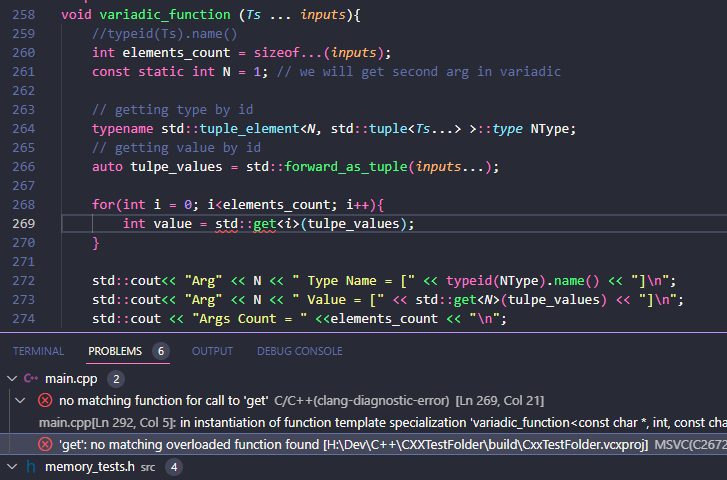 258 void variadic_function (Ts ... inputs){
259 //typeid(Ts).name()
260 int elements_count = sizeof...(inputs);
261 const static int N = 1; // we will get second arg in variadic
262
263 // getting type by id
264 typename std::tuple_element<N, std::tuple<Ts...> >::type NType;
265 // getting value by id
266 auto tulpe_values = std::forward_as_tuple(inputs...);
267
268 for(int i = 0; i<elements_count; i++){
269 int value = std::get<i>(tulpe_values);
270 }
271
272 std::cout<< "Arg" << N << " Type Name = [" << typeid(NType).name() << "]\n";
273 std::cout<< "Arg" << N << " Value = [" << std::get<N>(tulpe_values) << "]\n";
274 std::cout << "Args Count = " <<elements_count << "\n";
TERMINAL PROBLEMS 6 OUTPUT DEBUG CONSOLE
main.cpp 2
no matching function for call to 'get' C/C++(clang-diagnostic-error) [Ln 269, Col 21]
main.cpp[Ln 292, Col 5]: in instantiation of function template specialization 'variadic_function<const char *, int, const cha
'get': no matching overloaded function found [H:\Dev\C++\CXXTestFolder\build\CxxTestFolder.vcxproj] MSVC(C2672
memory_tests.h src 4